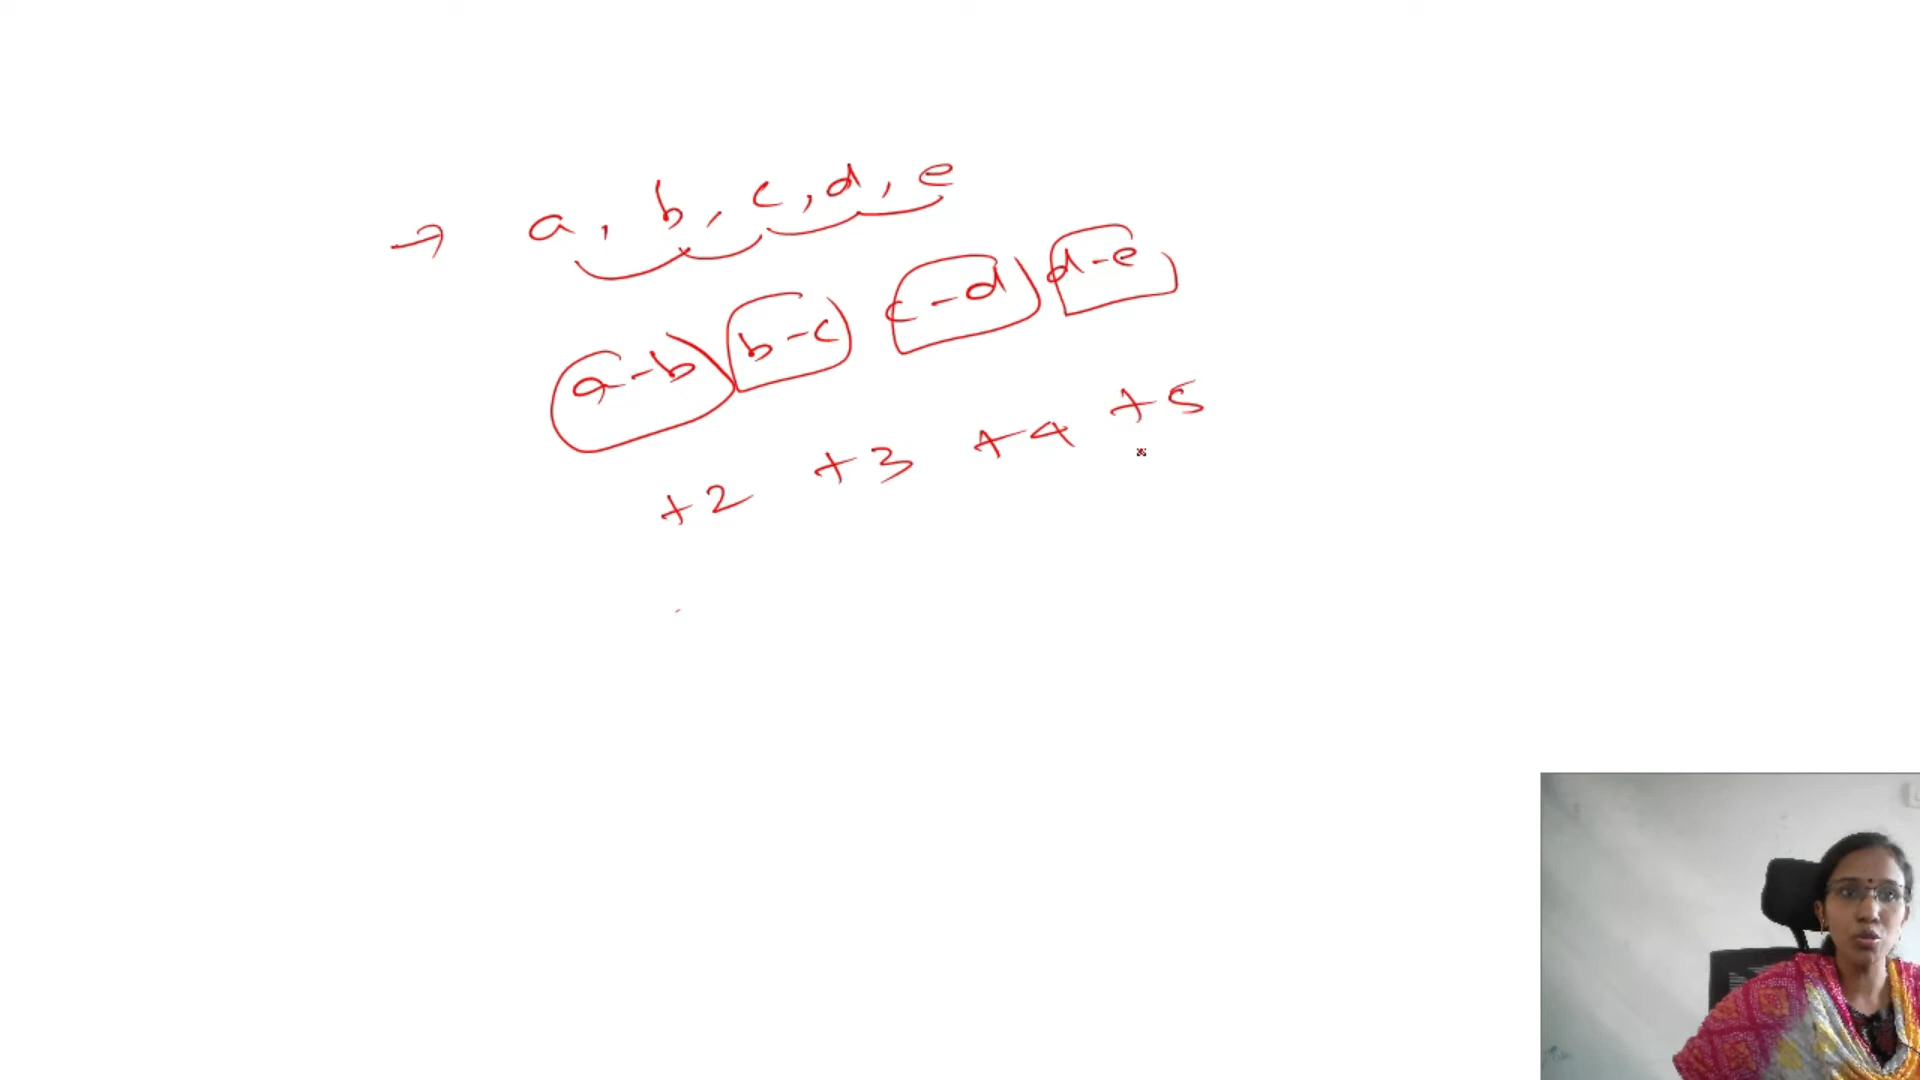 → a, b, c, d, e
a-b b-c c-d d-e
+2 +3 +4 +5